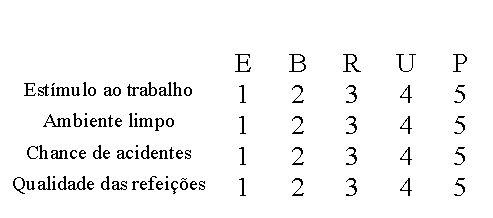 E B R U P
Estímulo ao trabalho 1 2 3 4 5
Ambiente limpo 1 2 3 4 5
Chance de acidentes 1 2 3 4 5
Qualidade das refeições 1 2 3 4 5